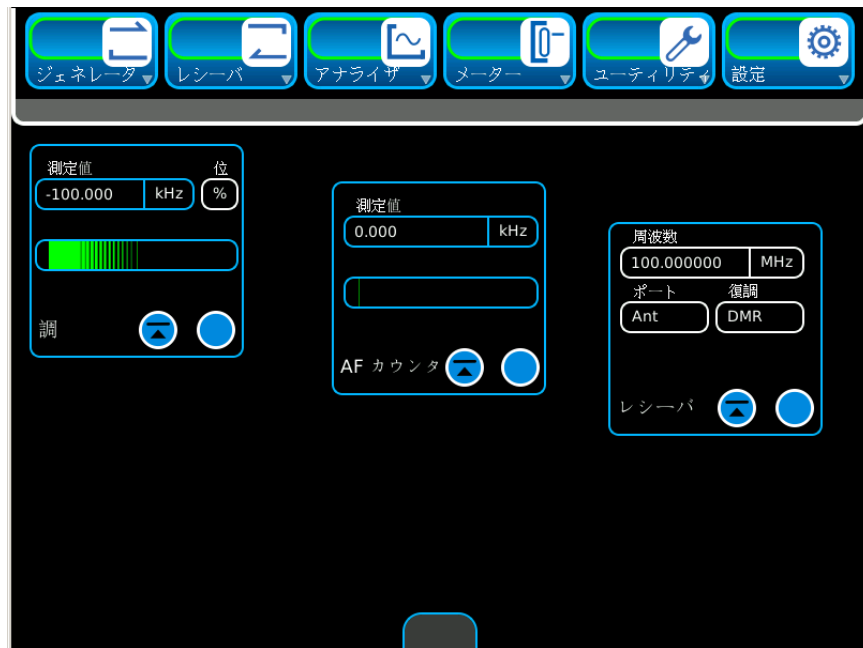 ジェネレータ
レシーバ
アナライザ
メーター
ユーティリティ
設定
測定値 位
-100.000 kHz %
調
測定値
0.000 kHz
AF カウンタ
周波数
100.000000 MHz
ポート 復調
Ant DMR
レシーバ